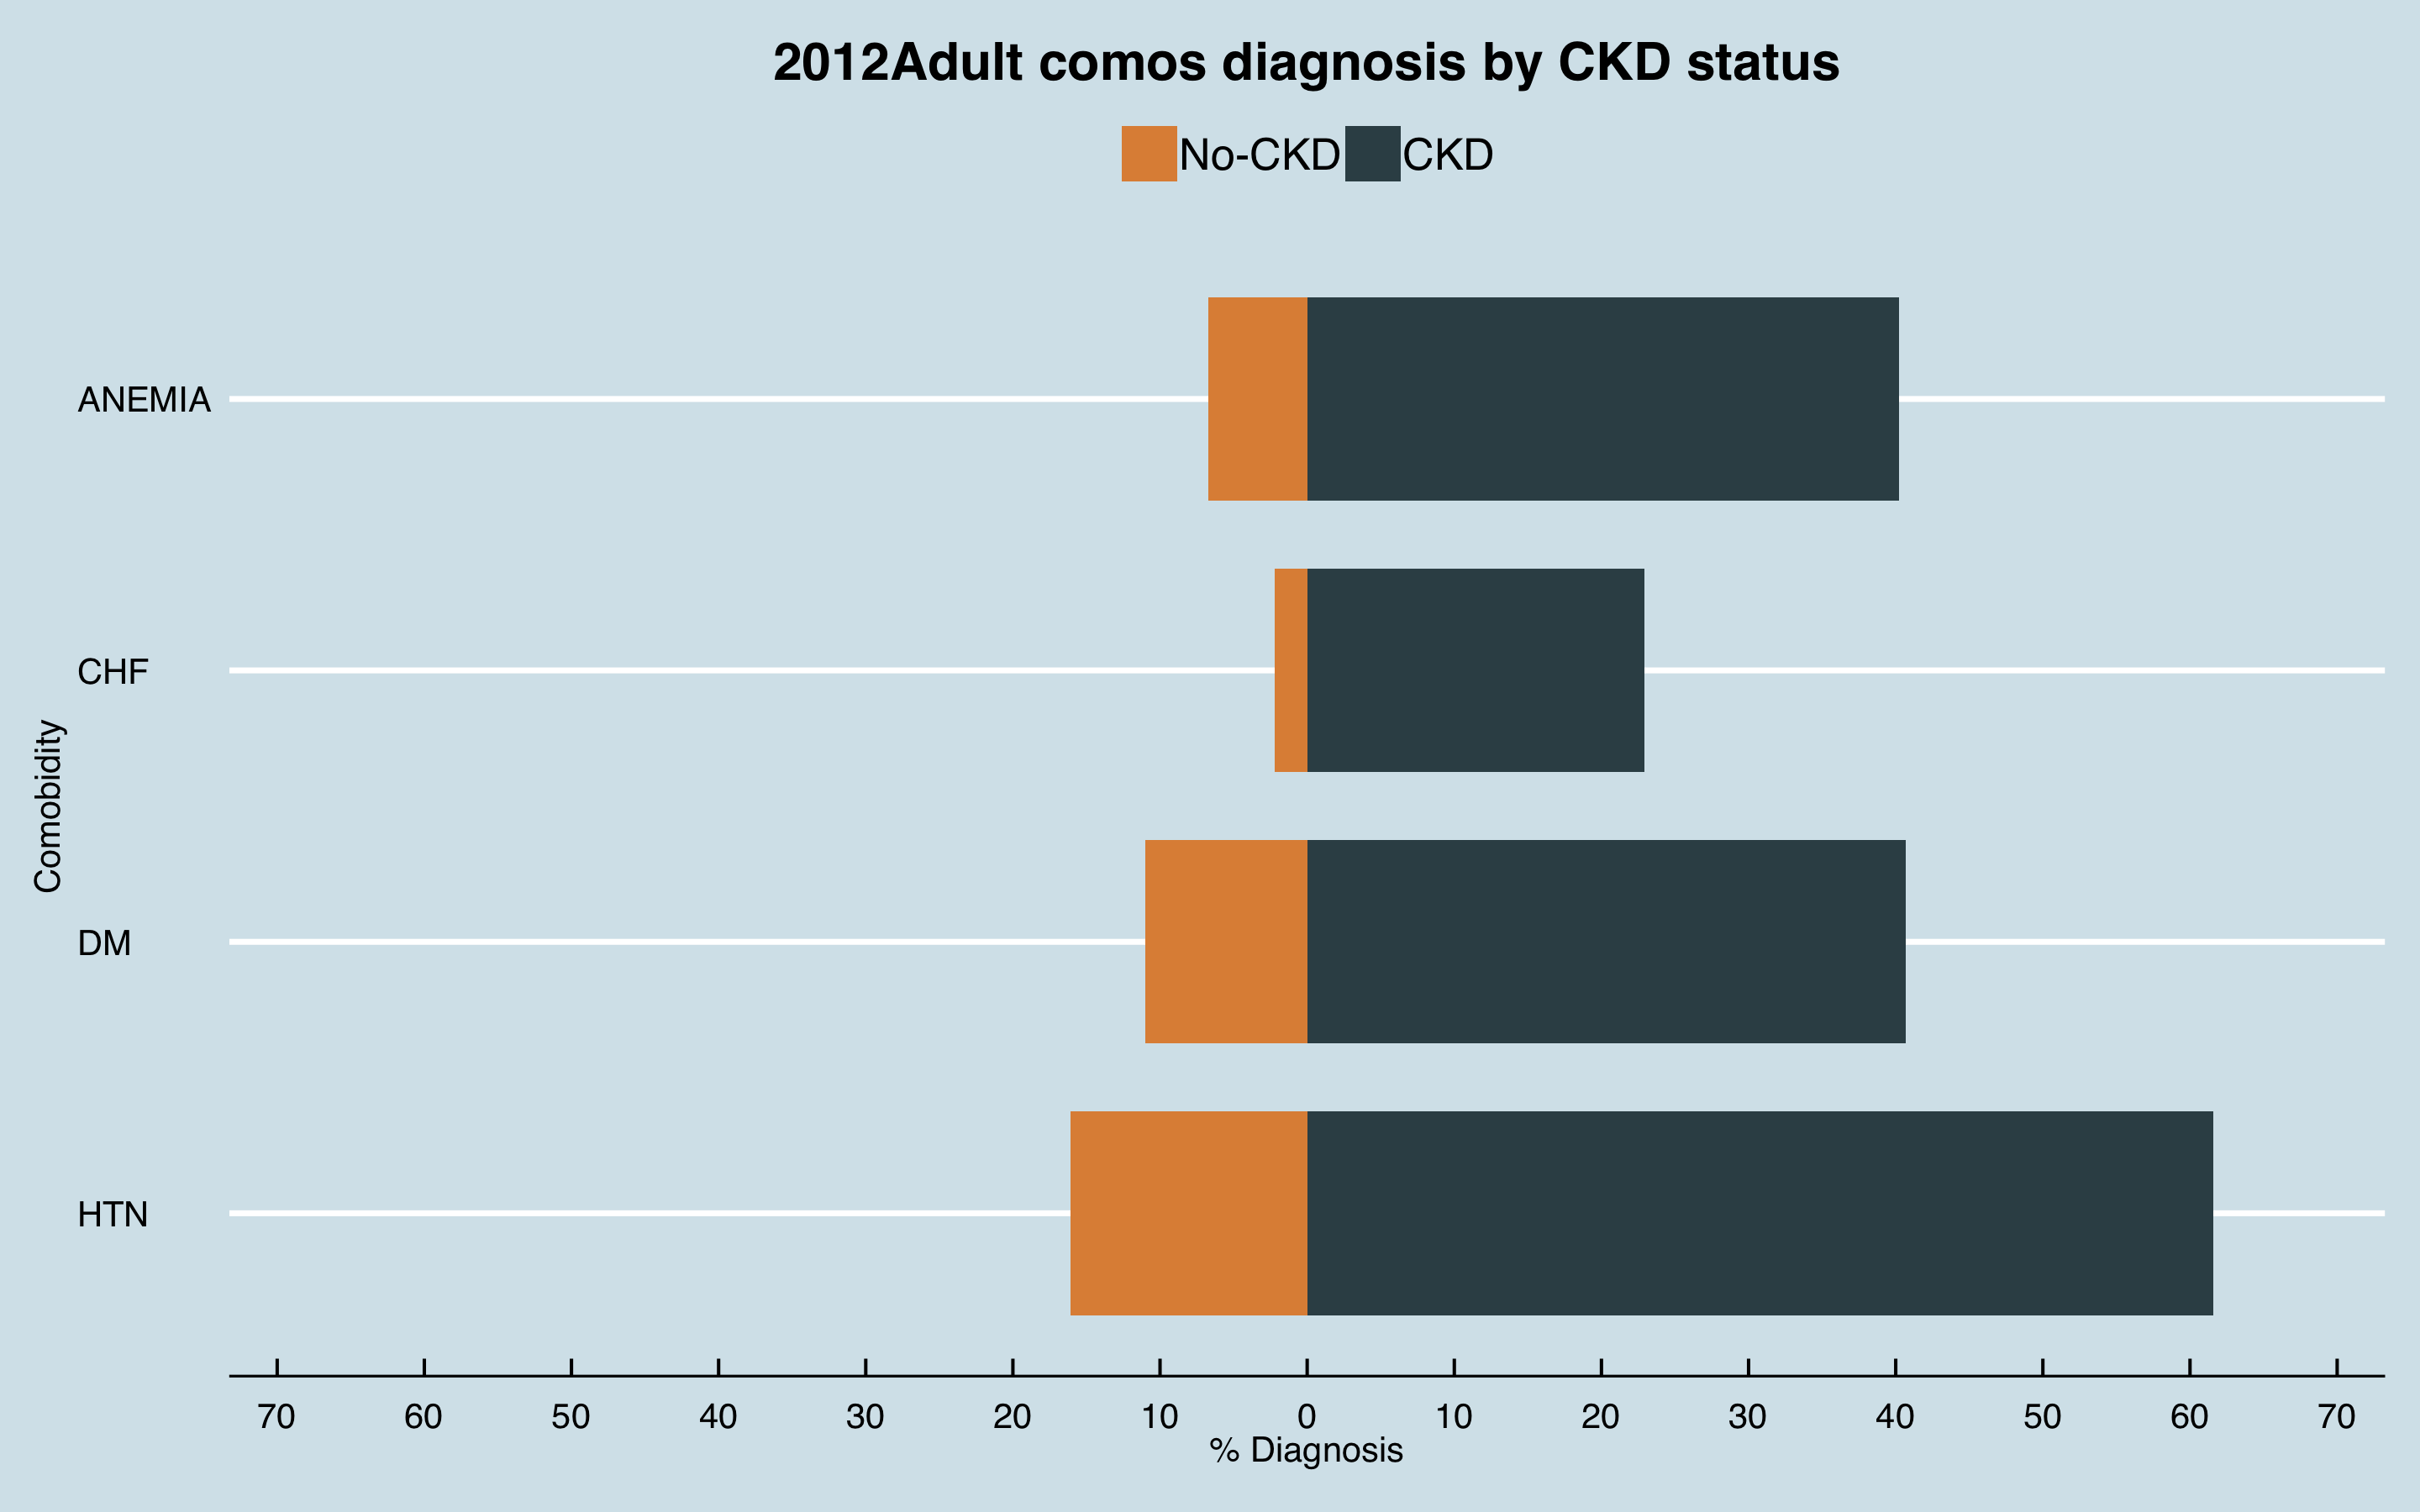 2012Adult comos diagnosis by CKD status
No-CKD CKD
ANEMIA
CHF
DM
HTN
Comobidity
70 60 50 40 30 20 10 0 10 20 30 40 50 60 70
% Diagnosis